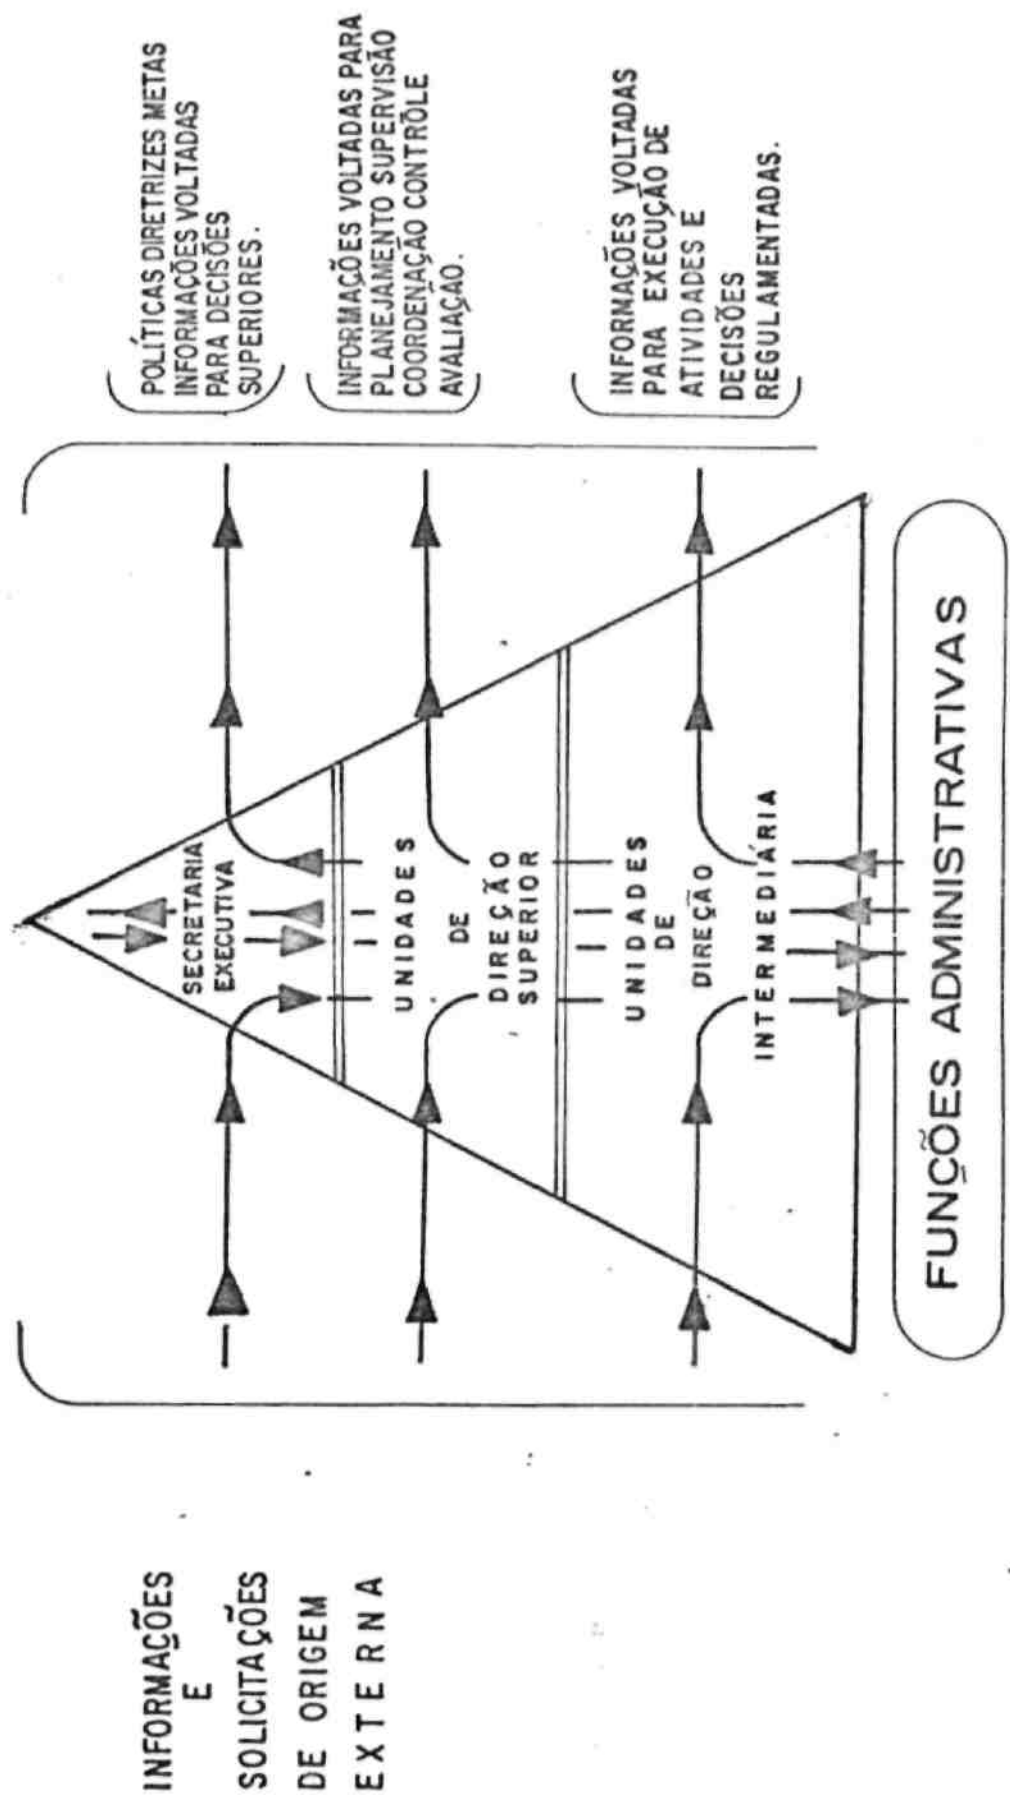 INFORMAÇÕES
E
SOLICITAÇÕES
DE ORIGEM
EXTERNA
SECRETARIA
EXECUTIVA
UNIDADES
DE
DIREÇÃO
SUPERIOR
UNIDADES
DE
DIREÇÃO
INTERMEDIÁRIA
POLÍTICAS DIRETRIZES METAS
INFORMAÇÕES VOLTADAS
PARA DECISÕES
SUPERIORES.
INFORMAÇÕES VOLTADAS PARA
PLANEJAMENTO SUPERVISÃO
COORDENAÇÃO CONTRÔLE
AVALIAÇÃO.
INFORMAÇÕES VOLTADAS
PARA EXECUÇÃO DE
ATIVIDADES E
DECISÕES
REGULAMENTADAS.
FUNÇÕES ADMINISTRATIVAS